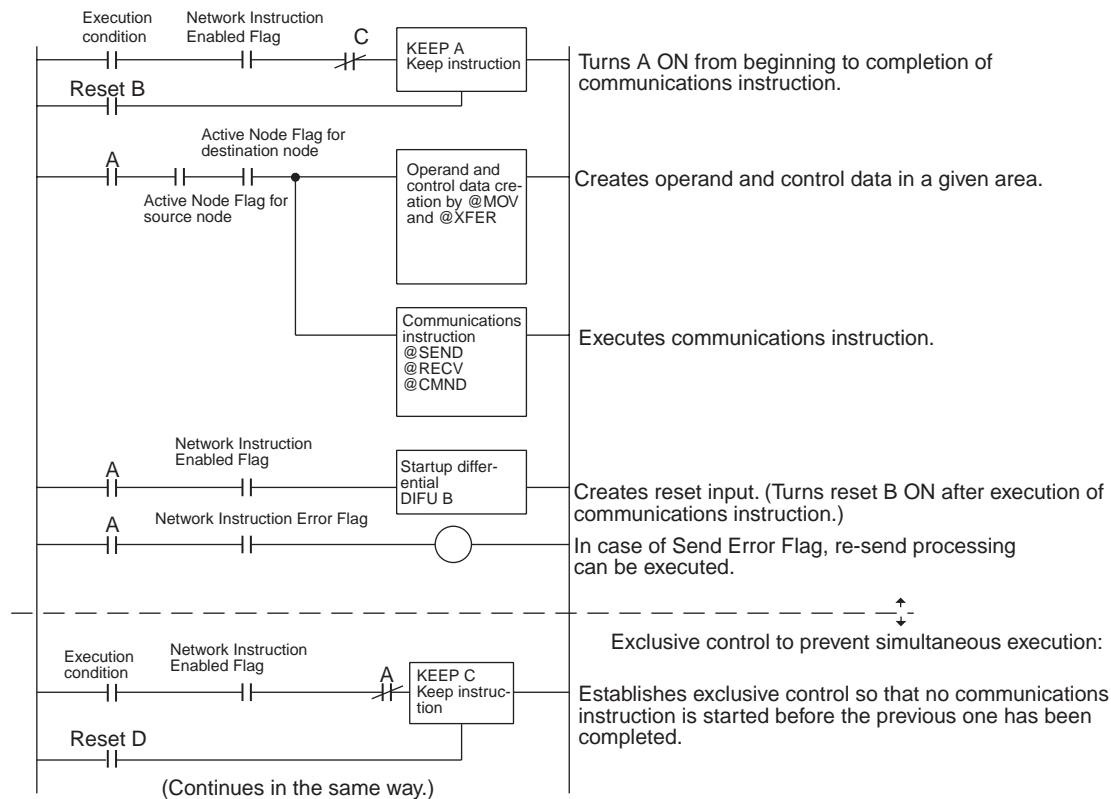 Execution
condition
Network Instruction
Enabled Flag
C
KEEP A
Keep instruction
Turns A ON from beginning to completion of
communications instruction.
Reset B
A
Active Node Flag for
destination node
Active Node Flag for
source node
Operand and
control data cre-
ation by @MOV
and @XFER
Creates operand and control data in a given area.
Communications
instruction
@SEND
@RECV
@CMND
Executes communications instruction.
A
Network Instruction
Enabled Flag
Startup differ-
ential
DIFU B
Creates reset input. (Turns reset B ON after execution of
communications instruction.)
A
Network Instruction Error Flag
In case of Send Error Flag, re-send processing
can be executed.
Exclusive control to prevent simultaneous execution:
Execution
condition
Network Instruction
Enabled Flag
A
KEEP C
Keep instruc-
tion
Establishes exclusive control so that no communications
instruction is started before the previous one has been
completed.
Reset D
(Continues in the same way.)